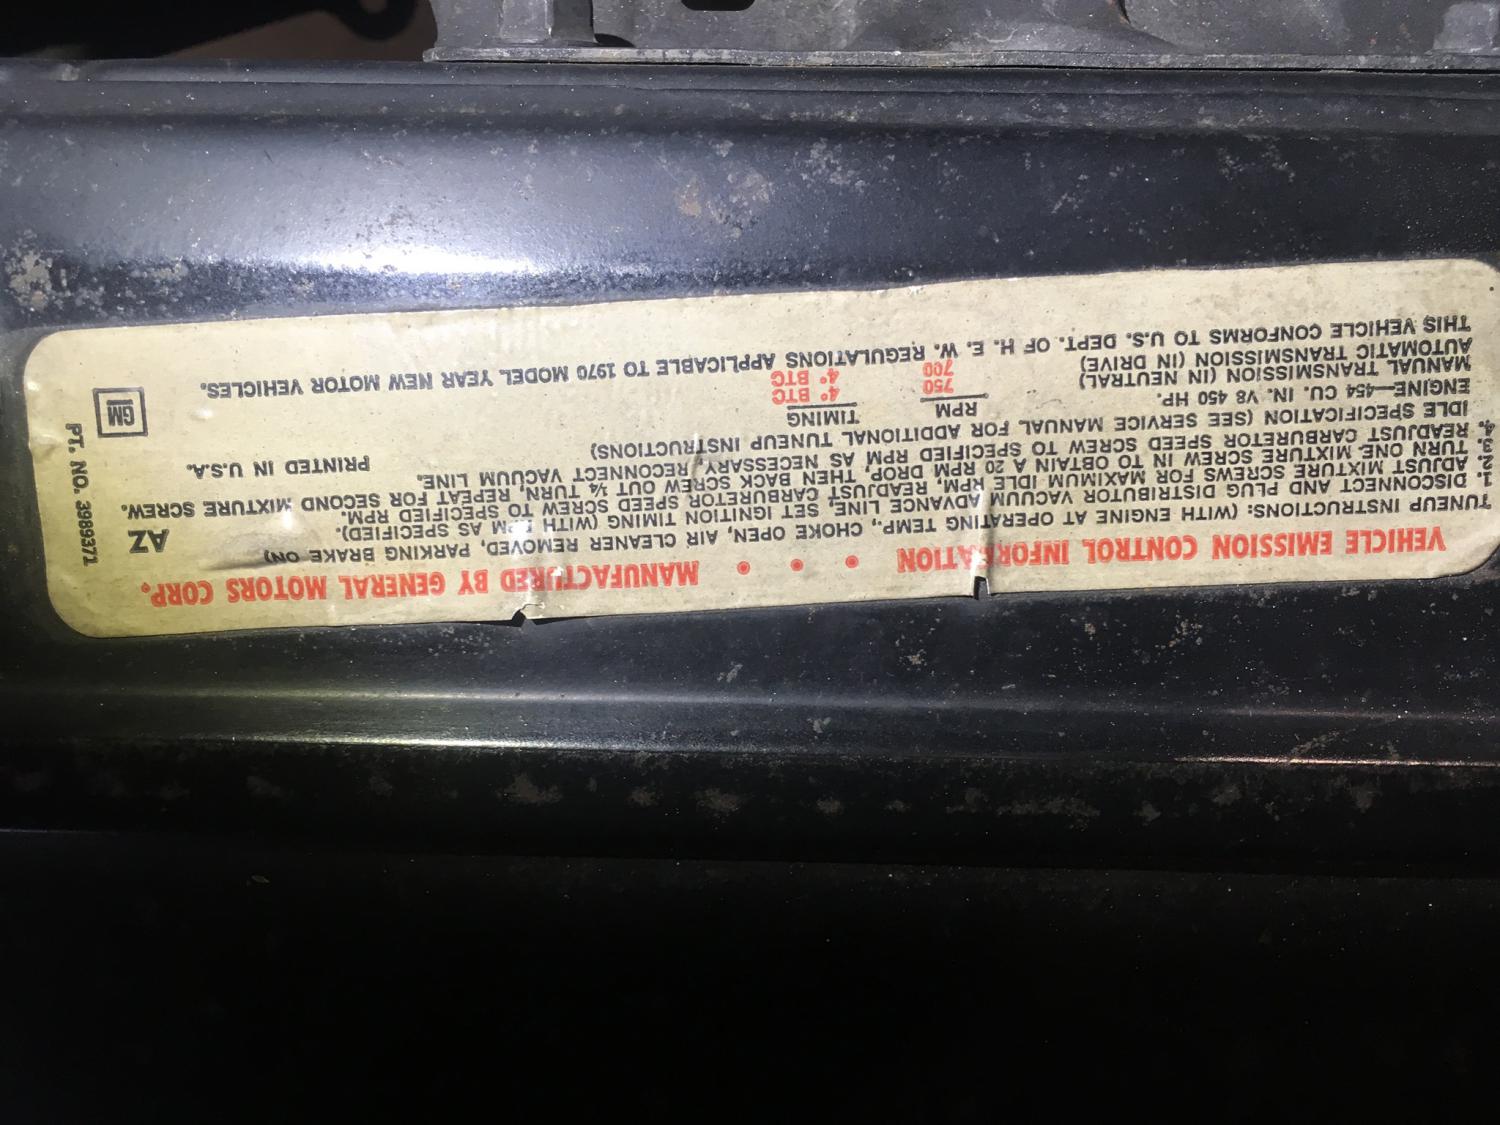 VEHICLE EMISSION CONTROL INFORMATION • • • MANUFACTURED BY GENERAL MOTORS CORP.
TUNEUP INSTRUCTIONS: (WITH ENGINE AT OPERATING TEMP., CHOKE OPEN, AIR CLEANER REMOVED, PARKING BRAKE ON)
1. DISCONNECT AND PLUG DISTRIBUTOR VACUUM ADVANCE LINE, SET IGNITION TIMING (WITH RPM AS SPECIFIED).
2. ADJUST MIXTURE SCREWS FOR MAXIMUM IDLE RPM, READJUST CARBURETOR SPEED SCREW TO SPECIFIED RPM.
3. TURN ONE MIXTURE SCREW IN TO OBTAIN A 20 RPM DROP, THEN BACK SCREW OUT ¼ TURN, REPEAT FOR SECOND MIXTURE SCREW.
4. READJUST CARBURETOR SPEED SCREW TO SPECIFIED RPM AS NECESSARY, RECONNECT VACUUM LINE.
IDLE SPECIFICATION (SEE SERVICE MANUAL FOR ADDITIONAL TUNEUP INSTRUCTIONS)
ENGINE—454 CU. IN. V8 450 HP. RPM TIMING
MANUAL TRANSMISSION (IN NEUTRAL) 750 4° BTC
AUTOMATIC TRANSMISSION (IN DRIVE) 700 4° BTC
THIS VEHICLE CONFORMS TO U.S. DEPT. OF H. E. W. REGULATIONS APPLICABLE TO 1970 MODEL YEAR NEW MOTOR VEHICLES.
AZ
PRINTED IN U.S.A.
GM
PT. NO. 3989371